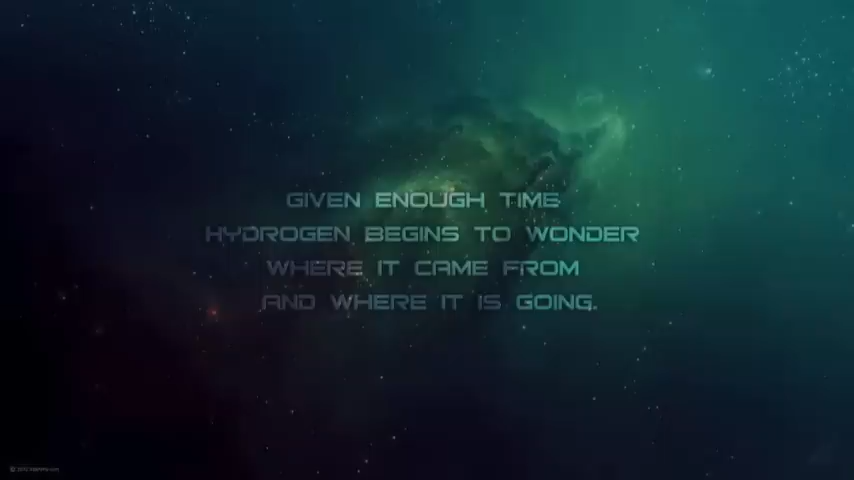 GIVEN ENOUGH TIME
HYDROGEN BEGINS TO WONDER
WHERE IT CAME FROM
AND WHERE IT IS GOING.